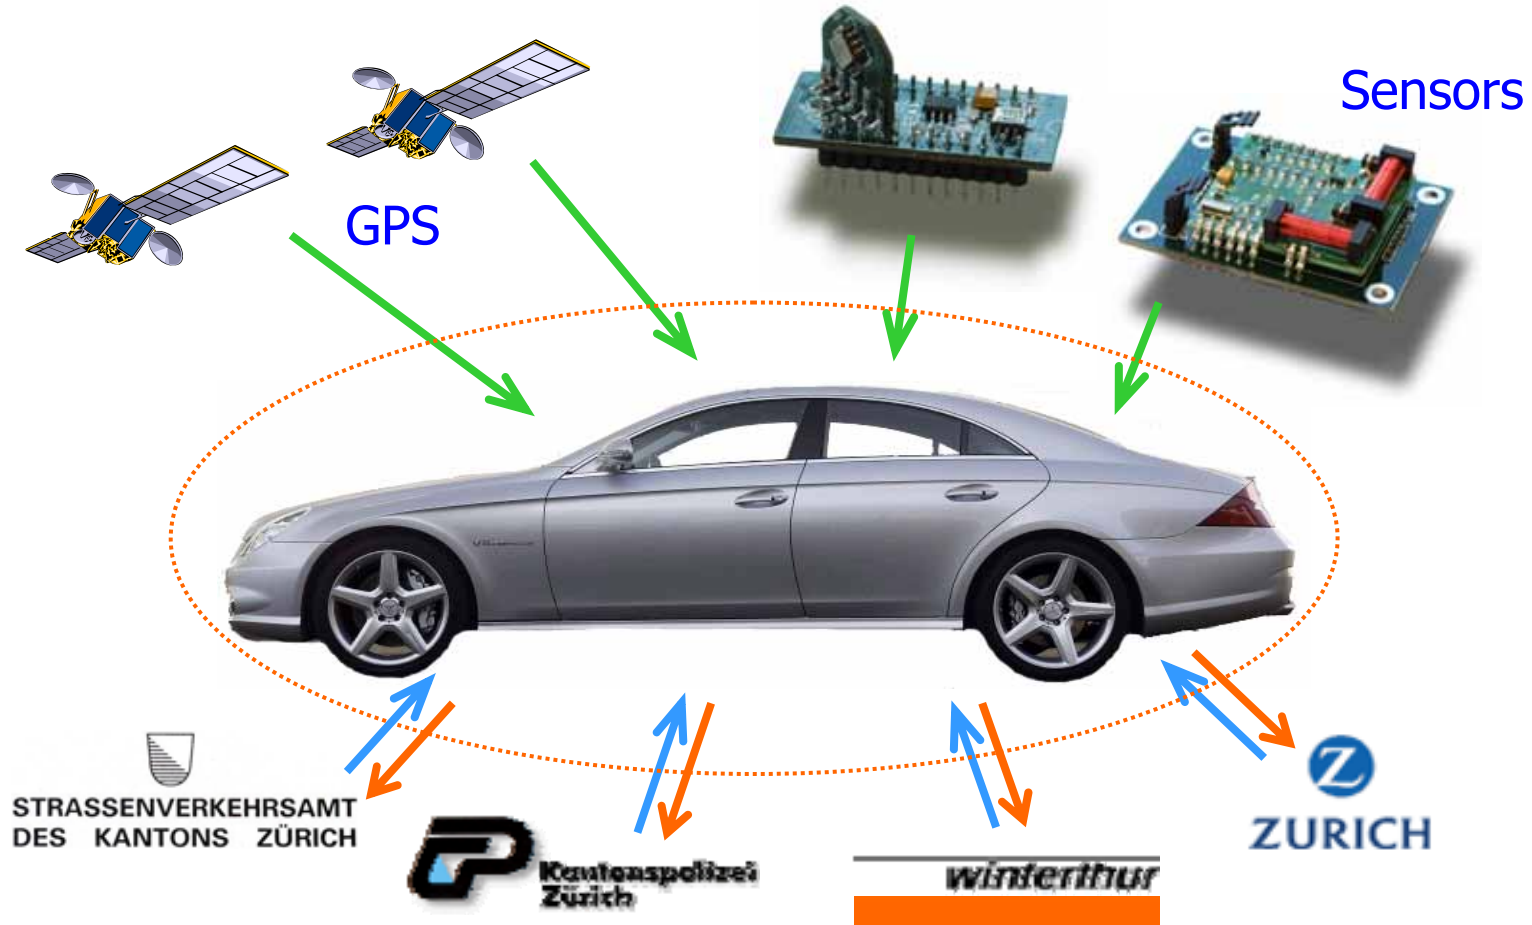 Sensors
GPS
STRASSENVERKEHRSAMT
DES KANTONS ZÜRICH
Kantonspolizei
Zürich
winterthur
Z
ZURICH